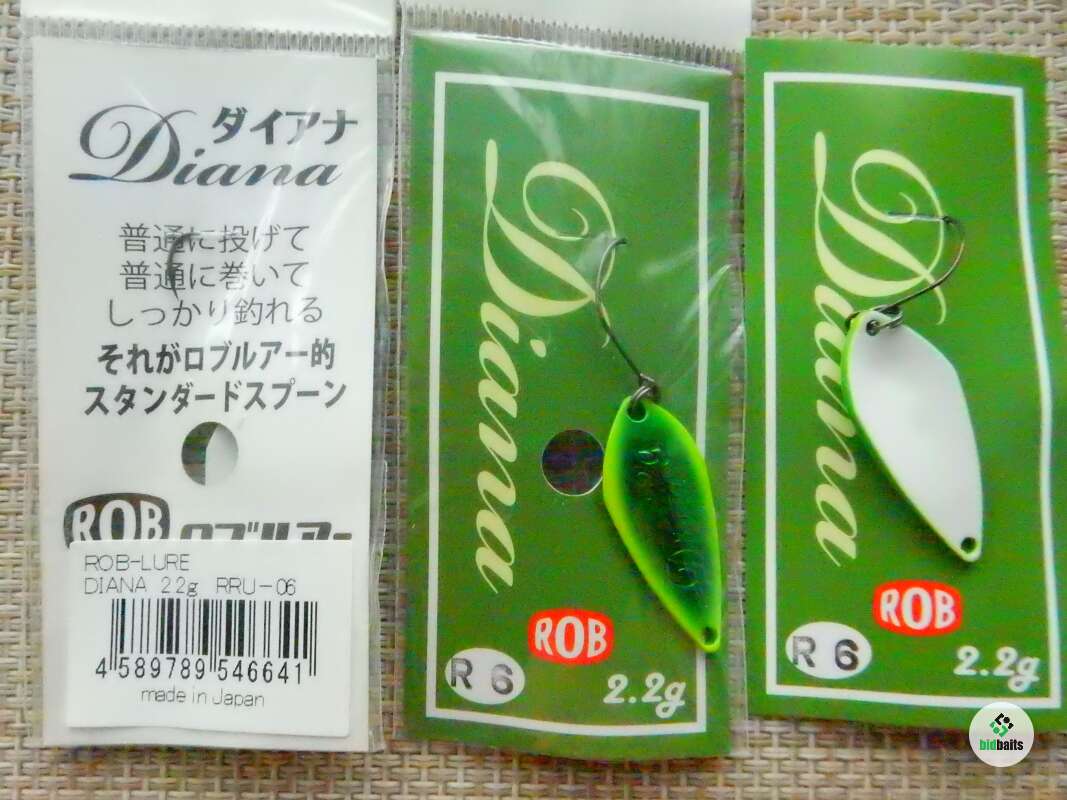 ダイアナ
Diana
普通に投げて
普通に巻いて
しっかり釣れる
それがロブルアー的
スタンダードスプーン
ROB ロブルアー
ROB-LURE
DIANA 2.2g RRU-06
4 589789 546641
made in Japan
Diana
ROB
R 6
2.2g
Diana
ROB
R 6
2.2g
bidbaits